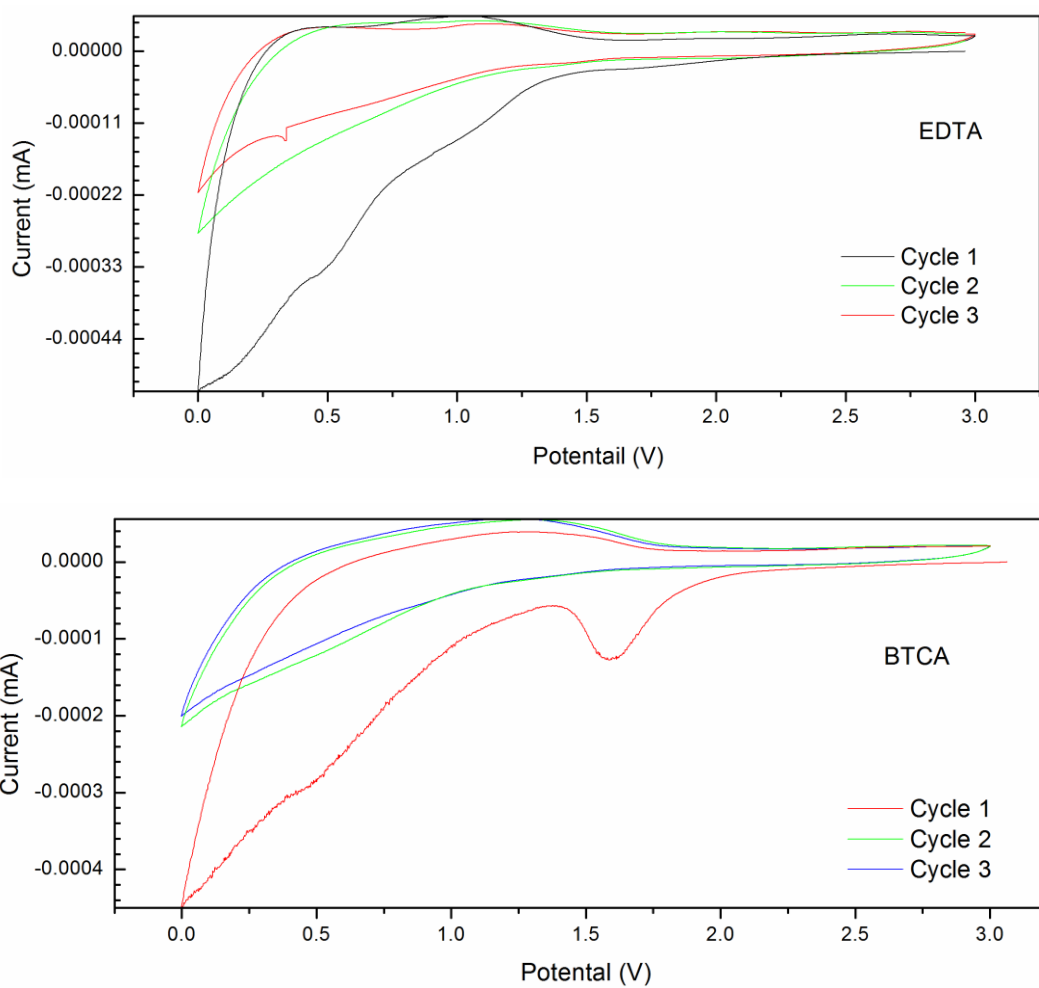 0.00000
-0.00011
-0.00022
-0.00033
-0.00044
Current (mA)
EDTA
Cycle 1
Cycle 2
Cycle 3
0.0 0.5 1.0 1.5 2.0 2.5 3.0
Potentail (V)
0.0000
-0.0001
-0.0002
-0.0003
-0.0004
Current (mA)
BTCA
Cycle 1
Cycle 2
Cycle 3
0.0 0.5 1.0 1.5 2.0 2.5 3.0
Potental (V)